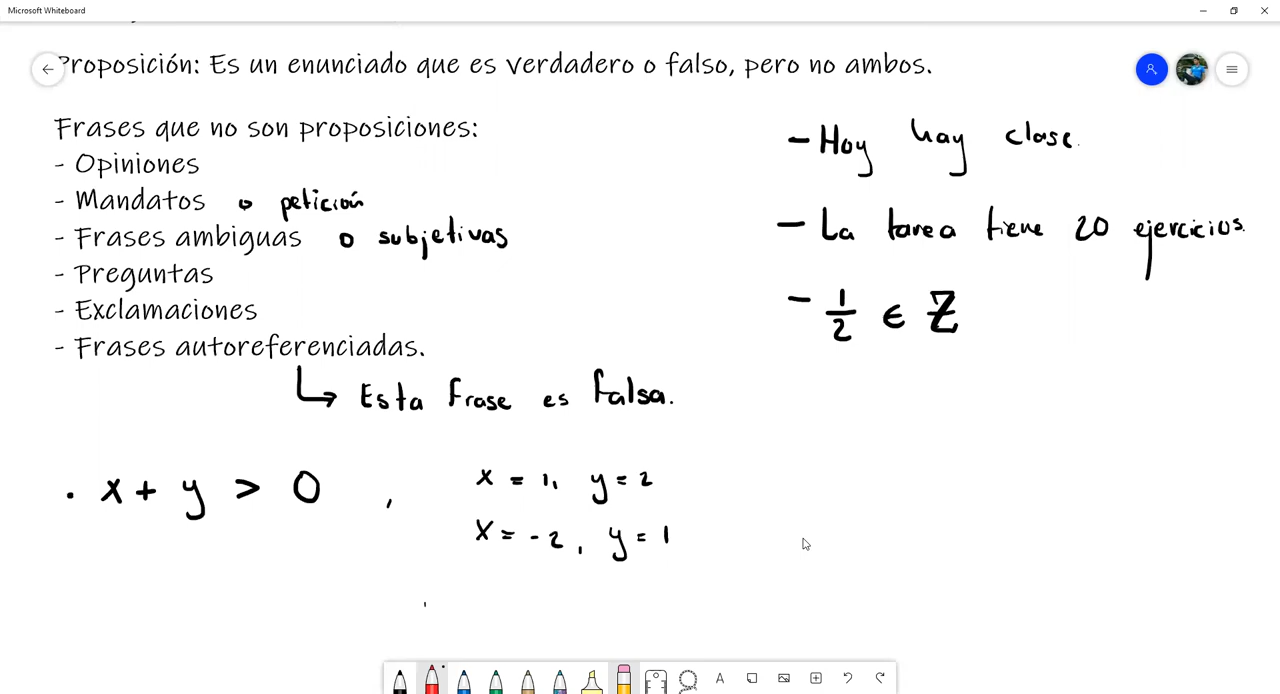 Microsoft Whiteboard
Proposición: Es un enunciado que es verdadero o falso, pero no ambos.
Frases que no son proposiciones:
- Opiniones
- Mandatos o petición
- Frases ambiguas o subjetivas
- Preguntas
- Exclamaciones
- Frases autoreferenciadas.
↳ Esta frase es falsa.
- Hoy hay clase.
- La tarea tiene 20 ejercicios.
- 1/2 ∈ ℤ
· x + y > 0 , x = 1, y = 2
x = -2, y = 1